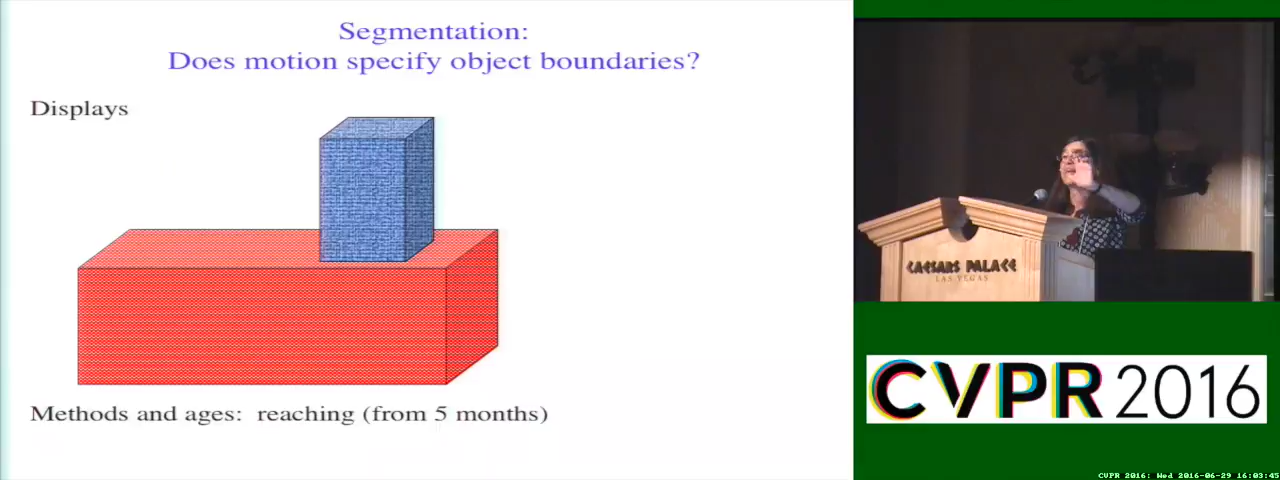 Segmentation:
Does motion specify object boundaries?
Displays
Methods and ages: reaching (from 5 months)
CAESARS PALACE
LAS VEGAS
CVPR 2016
CVPR 2016: Wed 2016-06-29 16:03:45